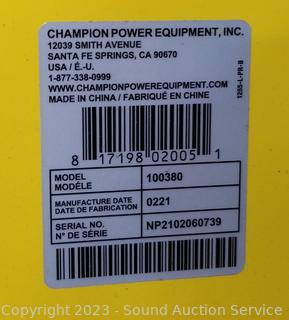 CHAMPION POWER EQUIPMENT, INC.
12039 SMITH AVENUE
SANTA FE SPRINGS, CA 90670
USA / É.-U.
1-877-338-0999
WWW.CHAMPIONPOWEREQUIPMENT.COM
MADE IN CHINA / FABRIQUÉ EN CHINE
1255-L-PR-B
8 17198 02005 1
MODEL
MODÈLE
100380
MANUFACTURE DATE
DATE DE FABRICATION
0221
SERIAL NO.
N° DE SÉRIE
NP2102060739
Copyright 2023 - Sound Auction Service